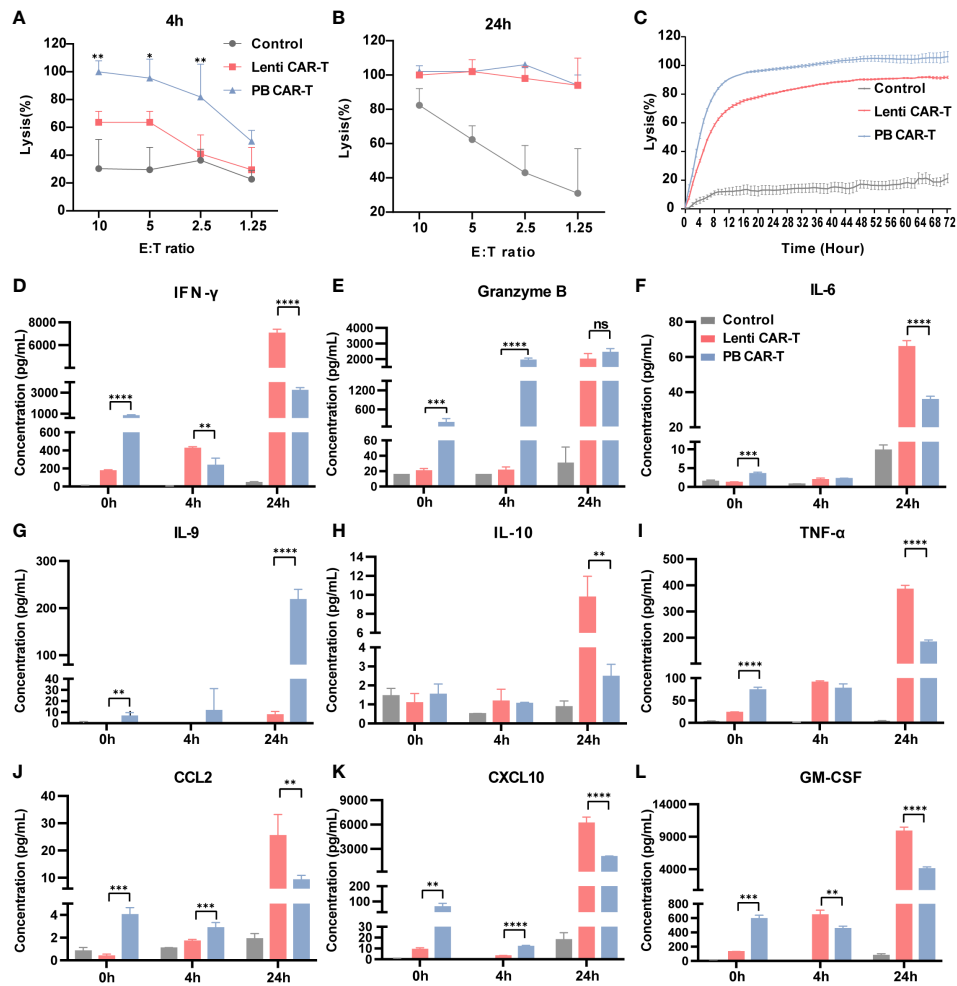 A
4h
Lysis(%)
120
100
80
60
40
20
0
**
*
**
10
5
2.5
1.25
E:T ratio
Control
Lenti CAR-T
PB CAR-T
B
24h
Lysis(%)
120
100
80
60
40
20
10
5
2.5
1.25
E:T ratio
C
Lysis(%)
120
100
80
60
40
20
0
Control
Lenti CAR-T
PB CAR-T
0 4 8 12 16 20 24 28 32 36 40 44 48 52 56 60 64 68 72
Time (Hour)
D
IFN-γ
Concentration (pg/mL)
8000
6000
4000
3000
1000
600
400
200
0
****
**
****
0h
4h
24h
E
Granzyme B
Concentration (pg/mL)
4000
3000
2000
1200
600
60
40
20
0
***
****
ns
0h
4h
24h
F
IL-6
Concentration (pg/mL)
80
60
40
20
10
5
0
Control
Lenti CAR-T
PB CAR-T
***
****
0h
4h
24h
G
IL-9
Concentration (pg/mL)
300
200
100
40
30
20
10
0
**
****
0h
4h
24h
H
IL-10
Concentration (pg/mL)
14
12
10
8
6
4
3
2
1
0
**
0h
4h
24h
I
TNF-α
Concentration (pg/mL)
500
400
300
200
100
50
0
****
****
0h
4h
24h
J
CCL2
Concentration (pg/mL)
40
30
20
10
4
2
0
***
***
**
0h
4h
24h
K
CXCL10
Concentration (pg/mL)
9000
6000
3000
200
100
40
30
20
10
0
**
****
****
0h
4h
24h
L
GM-CSF
Concentration (pg/mL)
14000
9000
4000
800
600
400
200
0
***
**
****
0h
4h
24h